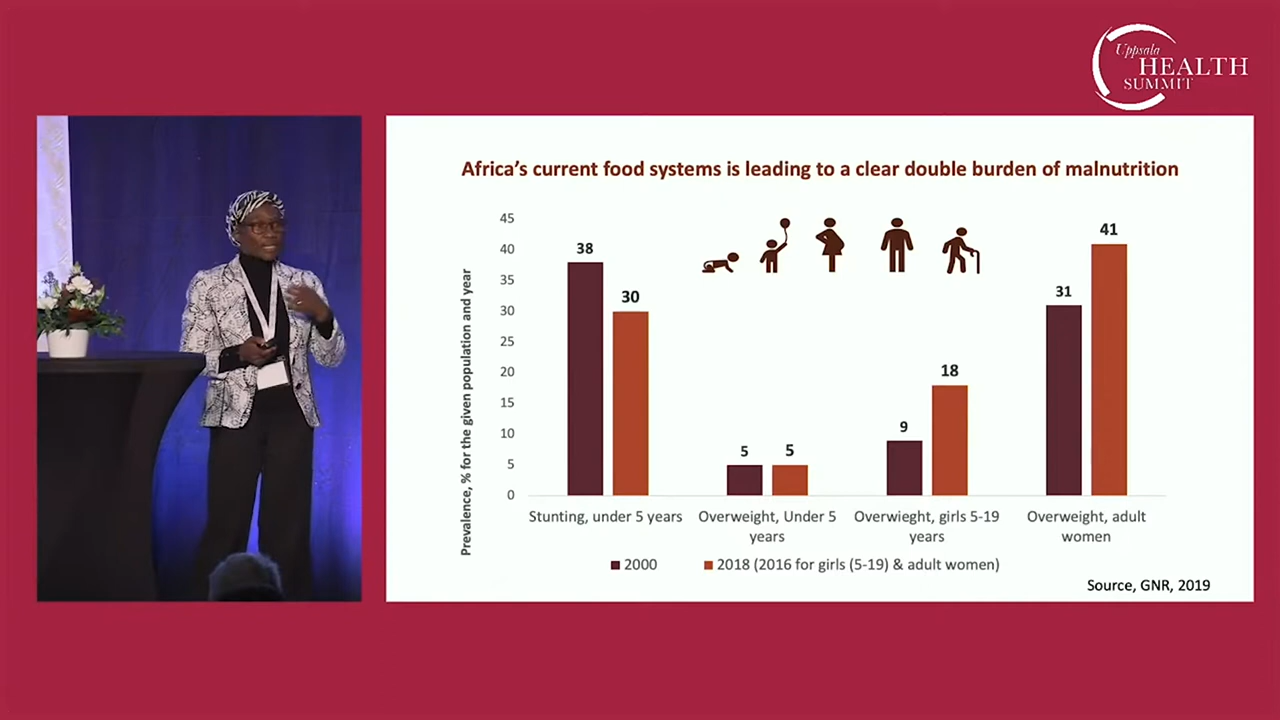 Uppsala
HEALTH
SUMMIT
Africa's current food systems is leading to a clear double burden of malnutrition
Prevalence, % for the given population and year
45
40
35
30
25
20
15
10
5
0
38
30
5
5
9
18
31
41
Stunting, under 5 years
Overweight, Under 5
years
Overwieght, girls 5-19
years
Overweight, adult
women
2000
2018 (2016 for girls (5-19) & adult women)
Source, GNR, 2019